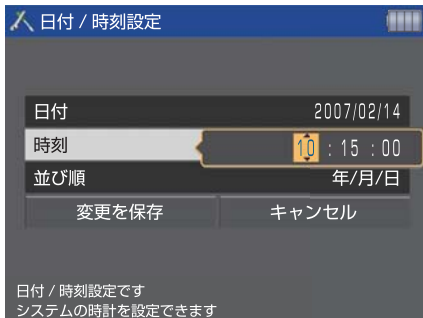 日付 / 時刻設定
日付 2007/02/14
時刻 10 : 15 : 00
並び順 年/月/日
変更を保存 キャンセル
日付 / 時刻設定です
システムの時計を設定できます